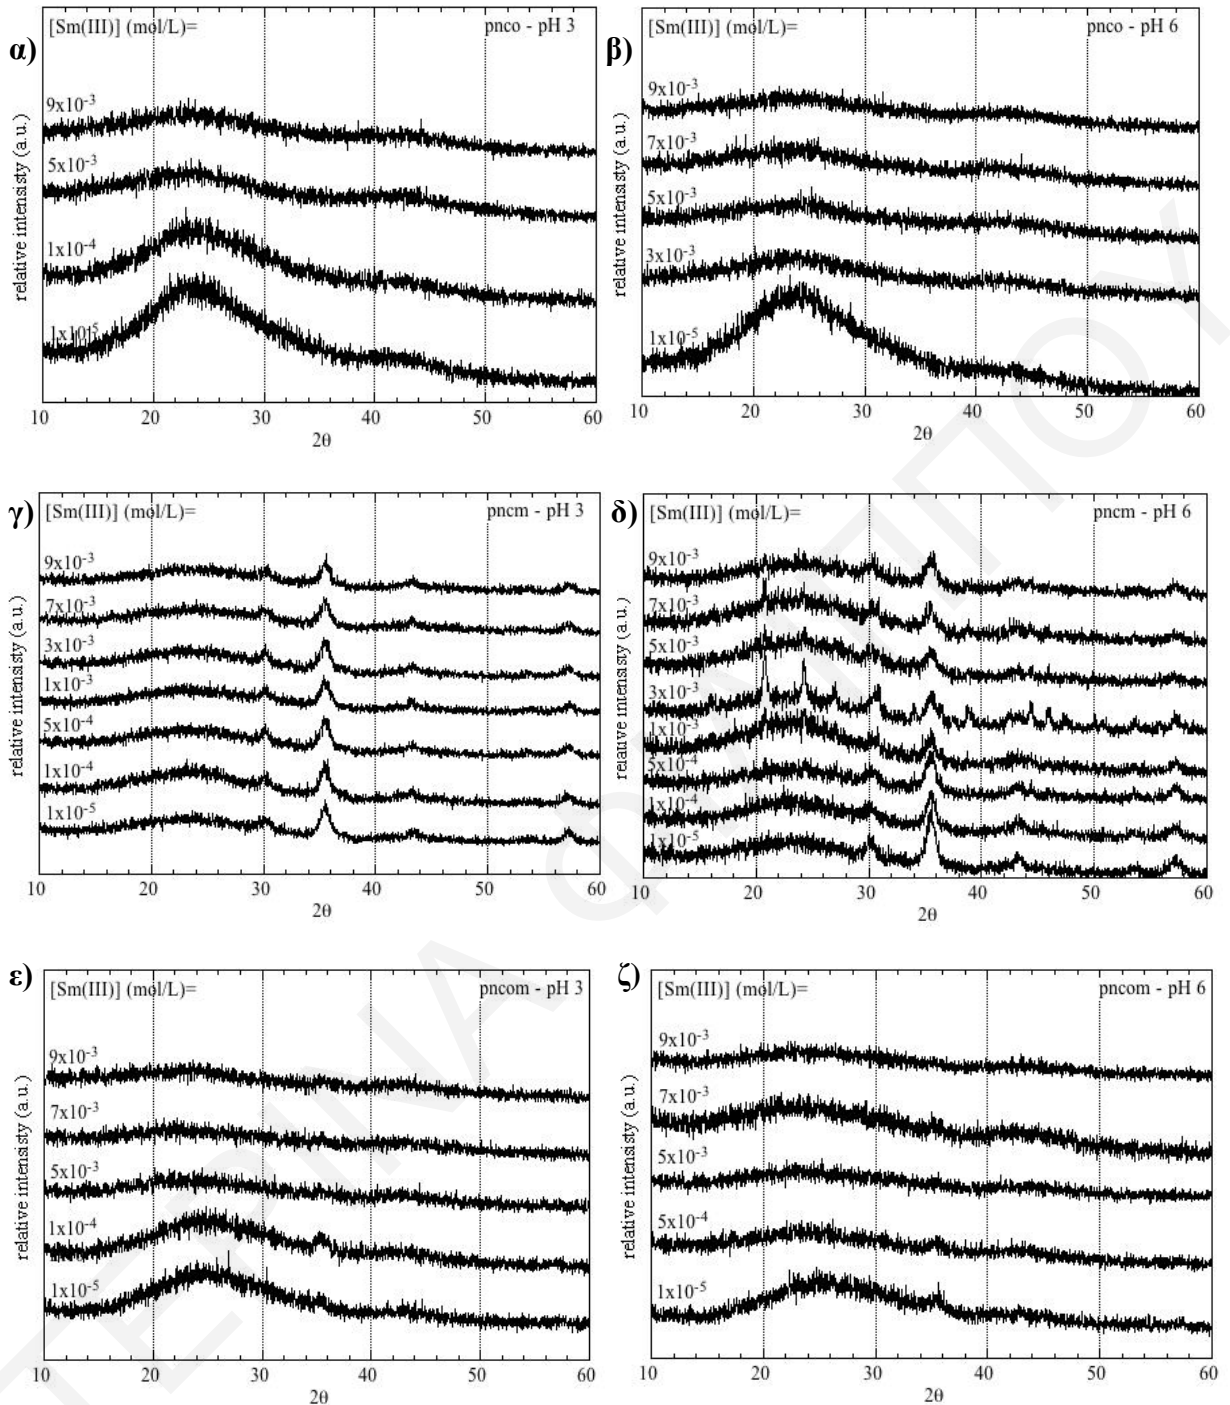 α)
[Sm(III)] (mol/L)=
pnco - pH 3
9x10⁻³
5x10⁻³
1x10⁻⁴
1x10⁻⁵
relative intensisty (a.u.)
10 20 30 40 50 60
2θ
β)
[Sm(III)] (mol/L)=
pnco - pH 6
9x10⁻³
7x10⁻³
5x10⁻³
3x10⁻³
1x10⁻⁵
relative intensisty (a.u.)
10 20 30 40 50 60
2θ
γ)
[Sm(III)] (mol/L)=
pncm - pH 3
9x10⁻³
7x10⁻³
3x10⁻³
1x10⁻³
5x10⁻⁴
1x10⁻⁴
1x10⁻⁵
relative intensisty (a.u.)
10 20 30 40 50 60
2θ
δ)
[Sm(III)] (mol/L)=
pncm - pH 6
9x10⁻³
7x10⁻³
5x10⁻³
3x10⁻³
1x10⁻³
5x10⁻⁴
1x10⁻⁴
1x10⁻⁵
relative intensisty (a.u.)
10 20 30 40 50 60
2θ
ε)
[Sm(III)] (mol/L)=
pncom - pH 3
9x10⁻³
7x10⁻³
5x10⁻³
1x10⁻⁴
1x10⁻⁵
relative intensisty (a.u.)
10 20 30 40 50 60
2θ
ζ)
[Sm(III)] (mol/L)=
pncom - pH 6
9x10⁻³
7x10⁻³
5x10⁻³
5x10⁻⁴
1x10⁻⁵
relative intensisty (a.u.)
10 20 30 40 50 60
2θ